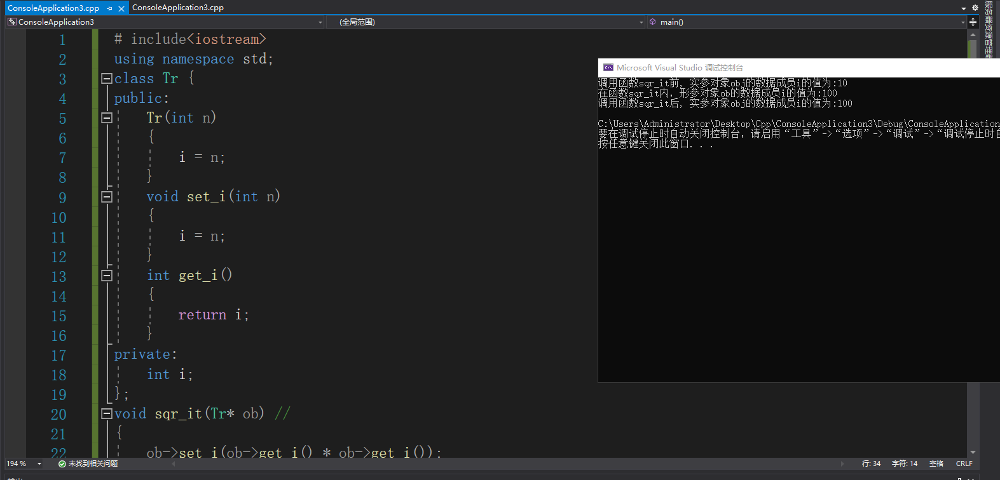 ConsoleApplication3.cpp ConsoleApplication3.cpp
ConsoleApplication3 (全局范围) main()
服务器资源管理器
1 # include<iostream>
2 using namespace std;
3 class Tr {
4 public:
5 Tr(int n)
6 {
7 i = n;
8 }
9 void set_i(int n)
10 {
11 i = n;
12 }
13 int get_i()
14 {
15 return i;
16 }
17 private:
18 int i;
19 };
20 void sqr_it(Tr* ob) //
21 {
22 ob->set_i(ob->get_i() * ob->get_i());
Microsoft Visual Studio 调试控制台
调用函数sqr_it前, 实参对象obj的数据成员i的值为:10
在函数sqr_it内, 形参对象ob的数据成员i的值为:100
调用函数sqr_it后, 实参对象obj的数据成员i的值为:100
C:\Users\Administrator\Desktop\Cpp\ConsoleApplication3\Debug\ConsoleApplication
要在调试停止时自动关闭控制台，请启用“工具”->“选项”->“调试”->“调试停止时自
按任意键关闭此窗口. . .
194 % 未找到相关问题 行: 34 字符: 14 空格 CRLF